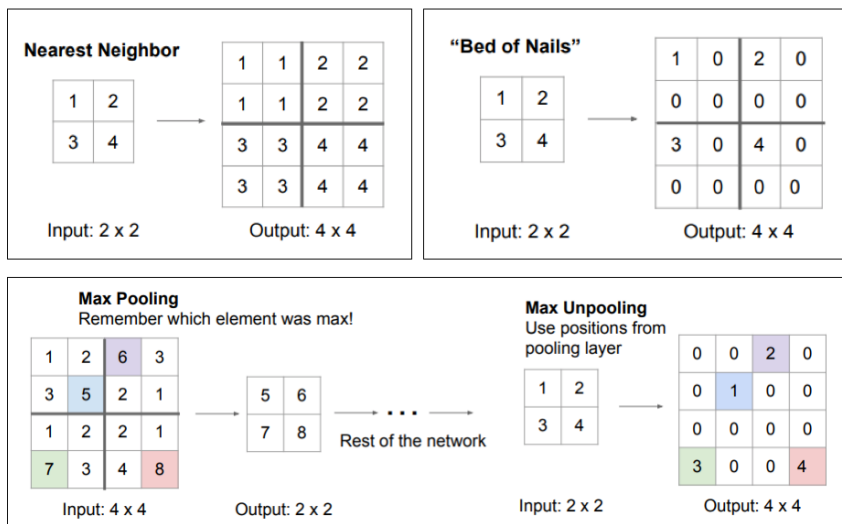 Nearest Neighbor
1 2
3 4
1 1 2 2
1 1 2 2
3 3 4 4
3 3 4 4
Input: 2 x 2
Output: 4 x 4
“Bed of Nails”
1 2
3 4
1 0 2 0
0 0 0 0
3 0 4 0
0 0 0 0
Input: 2 x 2
Output: 4 x 4
Max Pooling
Remember which element was max!
1 2 6 3
3 5 2 1
1 2 2 1
7 3 4 8
Input: 4 x 4
5 6
7 8
Output: 2 x 2
...
Rest of the network
Max Unpooling
Use positions from
pooling layer
1 2
3 4
Input: 2 x 2
0 0 2 0
0 1 0 0
0 0 0 0
3 0 0 4
Output: 4 x 4